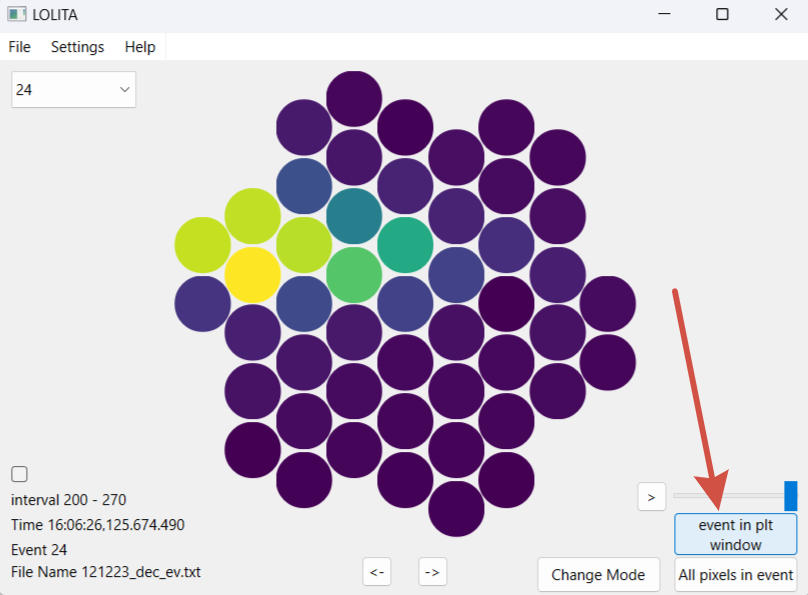 LOLITA
File Settings Help
24
interval 200 - 270
Time 16:06:26,125.674.490
Event 24
File Name 121223_dec_ev.txt
>
event in plt
window
<- -> Change Mode All pixels in event